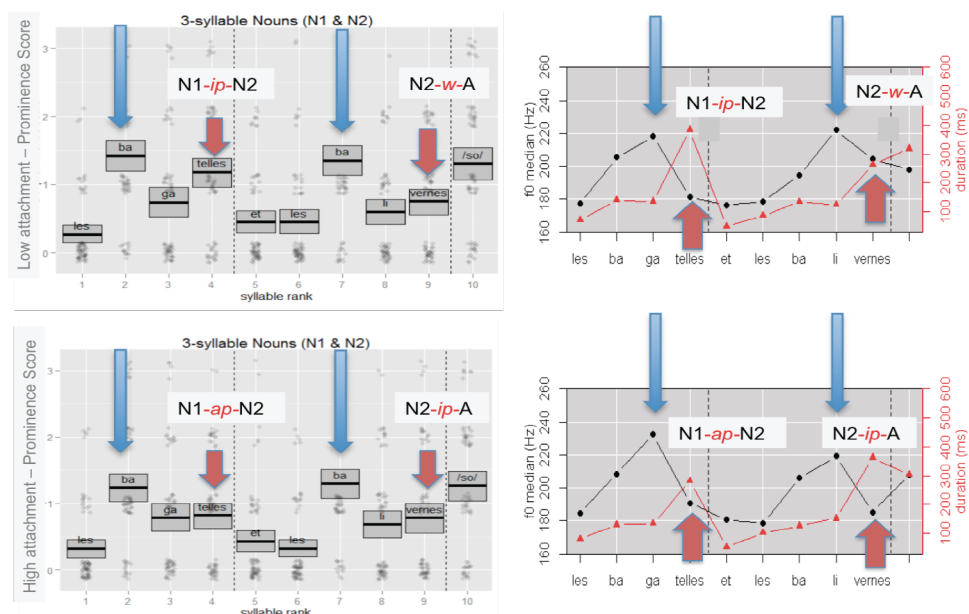 3-syllable Nouns (N1 & N2)
Low attachment – Prominence Score
3
2
1
0
N1-ip-N2
N2-w-A
les
ba
ga
telles
et
les
ba
li
vernes
/so/
1 2 3 4 5 6 7 8 9 10
syllable rank
f0 median (Hz)
260
240
220
200
180
160
N1-ip-N2
N2-w-A
600
500
400
300
200
100
duration (ms)
les ba ga telles et les ba li vernes
3-syllable Nouns (N1 & N2)
High attachment – Prominence Score
3
2
1
0
N1-ap-N2
N2-ip-A
les
ba
ga
telles
et
les
ba
li
vernes
/so/
1 2 3 4 5 6 7 8 9 10
syllable rank
f0 median (Hz)
260
240
220
200
180
160
N1-ap-N2
N2-ip-A
600
500
400
300
200
100
duration (ms)
les ba ga telles et les ba li vernes